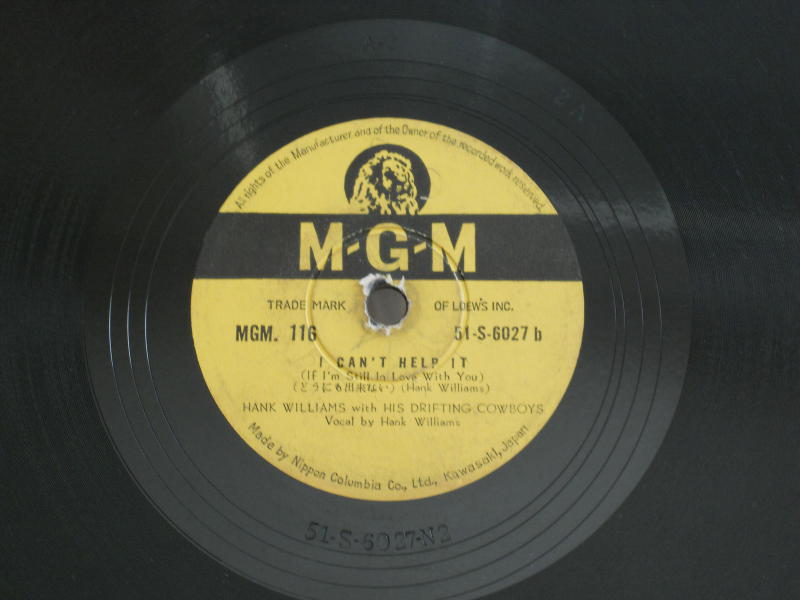 A-2
2A
All rights of the Manufacturer and of the Owner of the recorded work reserved.
M-G-M
TRADE MARK OF LOEW'S INC.
MGM. 116 51-S-6027 b
I CAN'T HELP IT
(If I'm Still In Love With You)
(どうにも出来ない) (Hank Williams)
HANK WILLIAMS with HIS DRIFTING COWBOYS
Vocal by Hank Williams
Made by Nippon Columbia Co., Ltd., Kawasaki, Japan
51-S-6027-N2